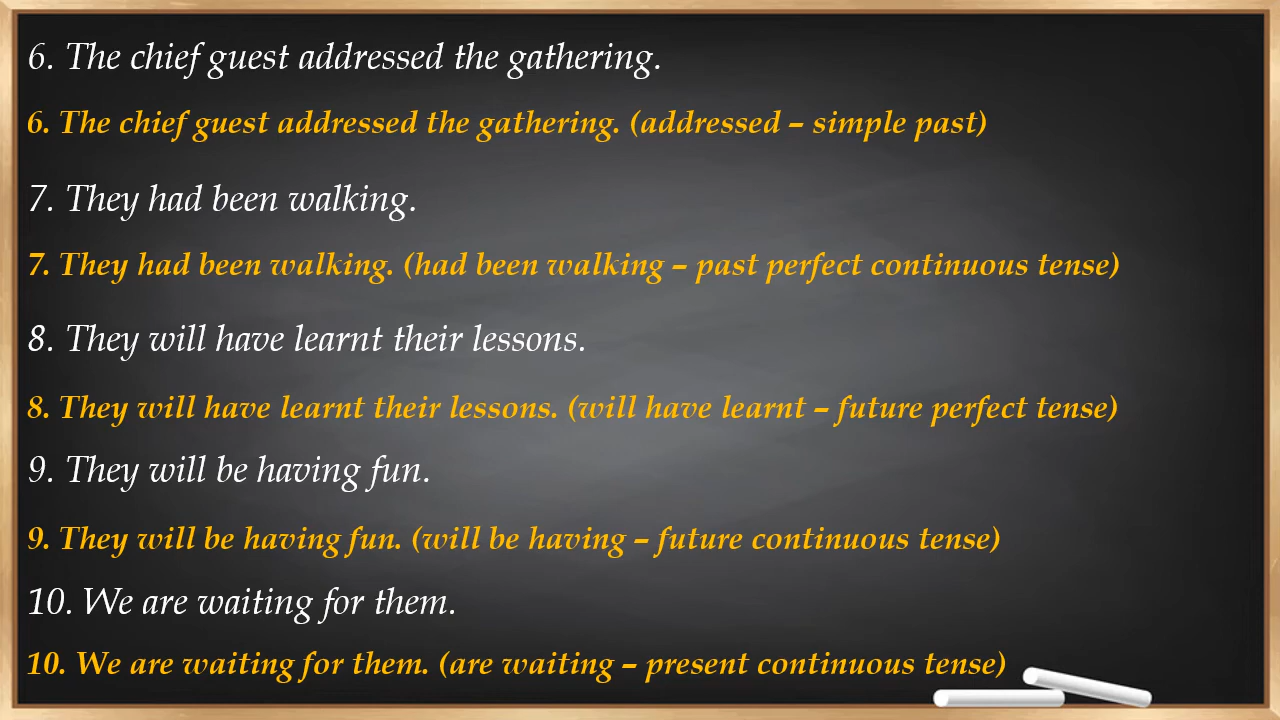 6. The chief guest addressed the gathering.
6. The chief guest addressed the gathering. (addressed – simple past)
7. They had been walking.
7. They had been walking. (had been walking – past perfect continuous tense)
8. They will have learnt their lessons.
8. They will have learnt their lessons. (will have learnt – future perfect tense)
9. They will be having fun.
9. They will be having fun. (will be having – future continuous tense)
10. We are waiting for them.
10. We are waiting for them. (are waiting – present continuous tense)